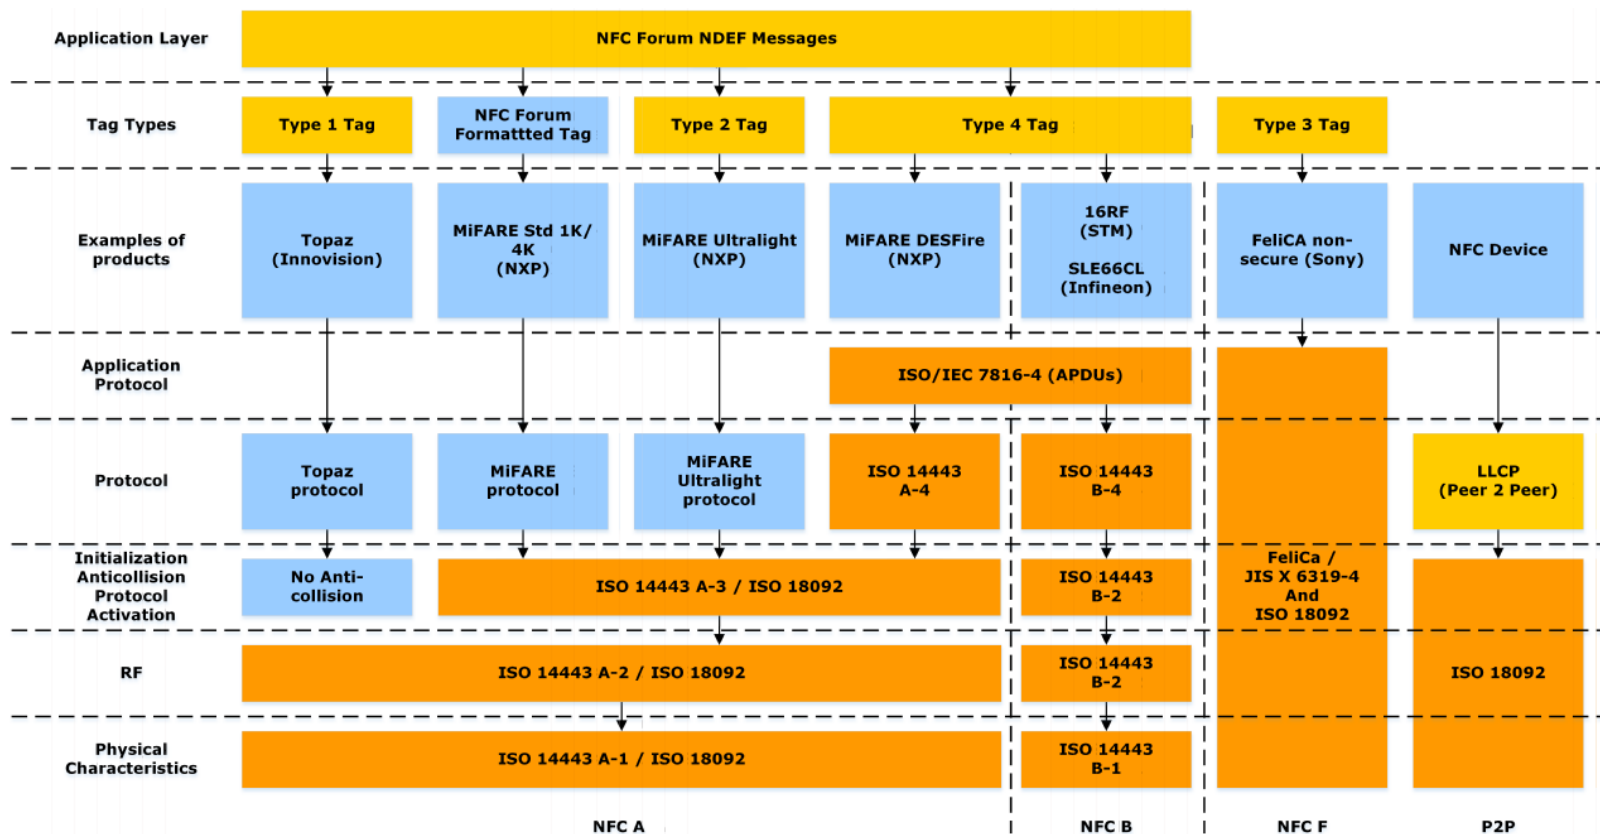 Application Layer
NFC Forum NDEF Messages
Tag Types
Type 1 Tag
NFC Forum
Formattted Tag
Type 2 Tag
Type 4 Tag
Type 3 Tag
Examples of
products
Topaz
(Innovision)
MiFARE Std 1K/
4K
(NXP)
MiFARE Ultralight
(NXP)
MiFARE DESFire
(NXP)
16RF
(STM)
SLE66CL
(Infineon)
FeliCA non-
secure (Sony)
NFC Device
Application
Protocol
ISO/IEC 7816-4 (APDUs)
Protocol
Topaz
protocol
MiFARE
protocol
MiFARE
Ultralight
protocol
ISO 14443
A-4
ISO 14443
B-4
LLCP
(Peer 2 Peer)
Initialization
Anticollision
Protocol
Activation
No Anti-
collision
ISO 14443 A-3 / ISO 18092
ISO 14443
B-2
FeliCa /
JIS X 6319-4
And
ISO 18092
RF
ISO 14443 A-2 / ISO 18092
ISO 14443
B-2
ISO 18092
Physical
Characteristics
ISO 14443 A-1 / ISO 18092
ISO 14443
B-1
NFC A
NFC B
NFC F
P2P